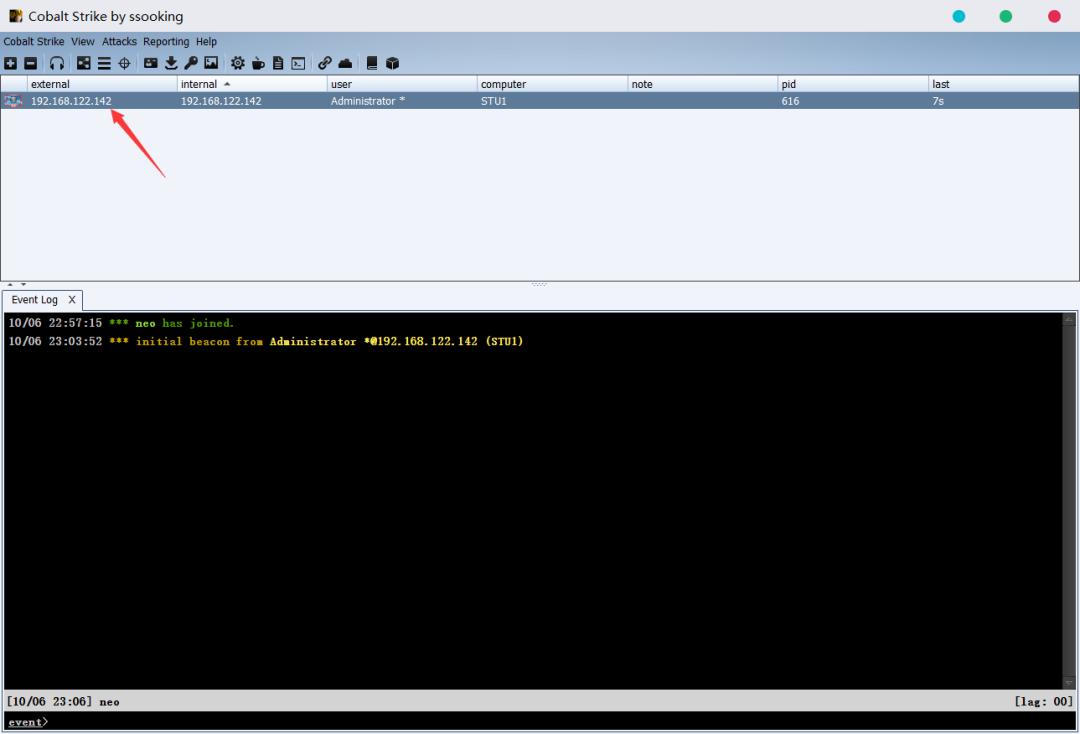 Cobalt Strike by ssooking
Cobalt Strike View Attacks Reporting Help
external internal user computer note pid last
192.168.122.142 192.168.122.142 Administrator * STU1 616 7s
Event Log X
10/06 22:57:15 *** neo has joined.
10/06 23:03:52 *** initial beacon from Administrator *@192.168.122.142 (STU1)
[10/06 23:06] neo [lag: 00]
event>